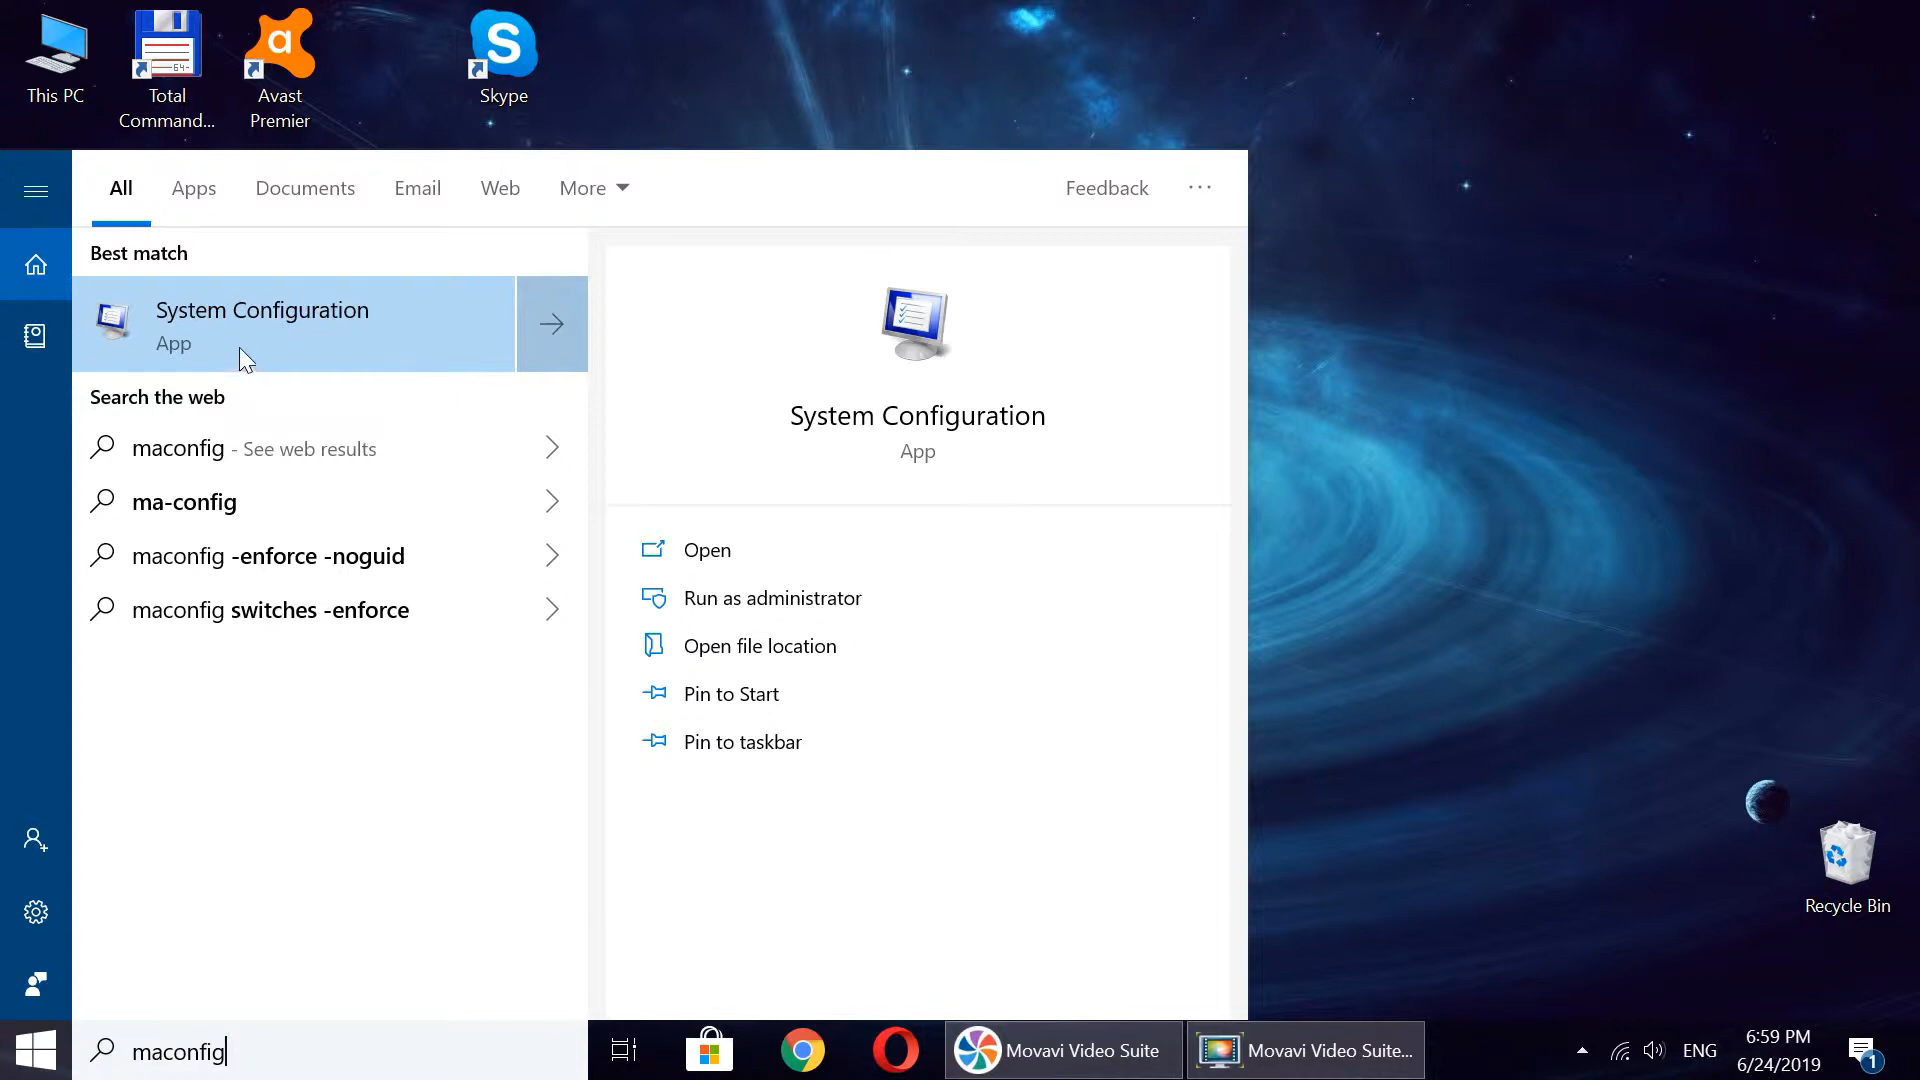 This PC
Total
Command...
Avast
Premier
Skype
All
Apps
Documents
Email
Web
More
Feedback
...
Best match
System Configuration
App
Search the web
maconfig - See web results
ma-config
maconfig -enforce -noguid
maconfig switches -enforce
System Configuration
App
Open
Run as administrator
Open file location
Pin to Start
Pin to taskbar
Recycle Bin
maconfig
Movavi Video Suite
Movavi Video Suite...
ENG
6:59 PM
6/24/2019
1
64
a
S